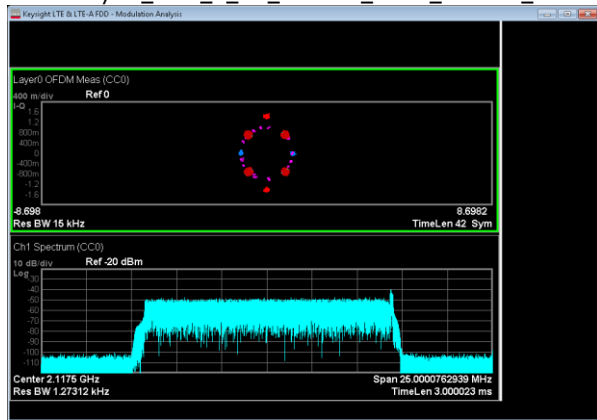 Keysight LTE & LTE-A FDD - Modulation Analysis
Layer0 OFDM Meas (CC0)
400 m/div Ref 0
I-Q
1.6
1.2
800m
400m
0
-400m
-800m
-1.2
-1.6
-8.698 8.6982
Res BW 15 kHz TimeLen 42 Sym
Ch1 Spectrum (CC0)
10 dB/div Ref -20 dBm
Log
-30
-40
-50
-60
-70
-80
-90
-100
-110
Center 2.1175 GHz Span 25.0000762939 MHz
Res BW 1.27312 kHz TimeLen 3.000023 ms